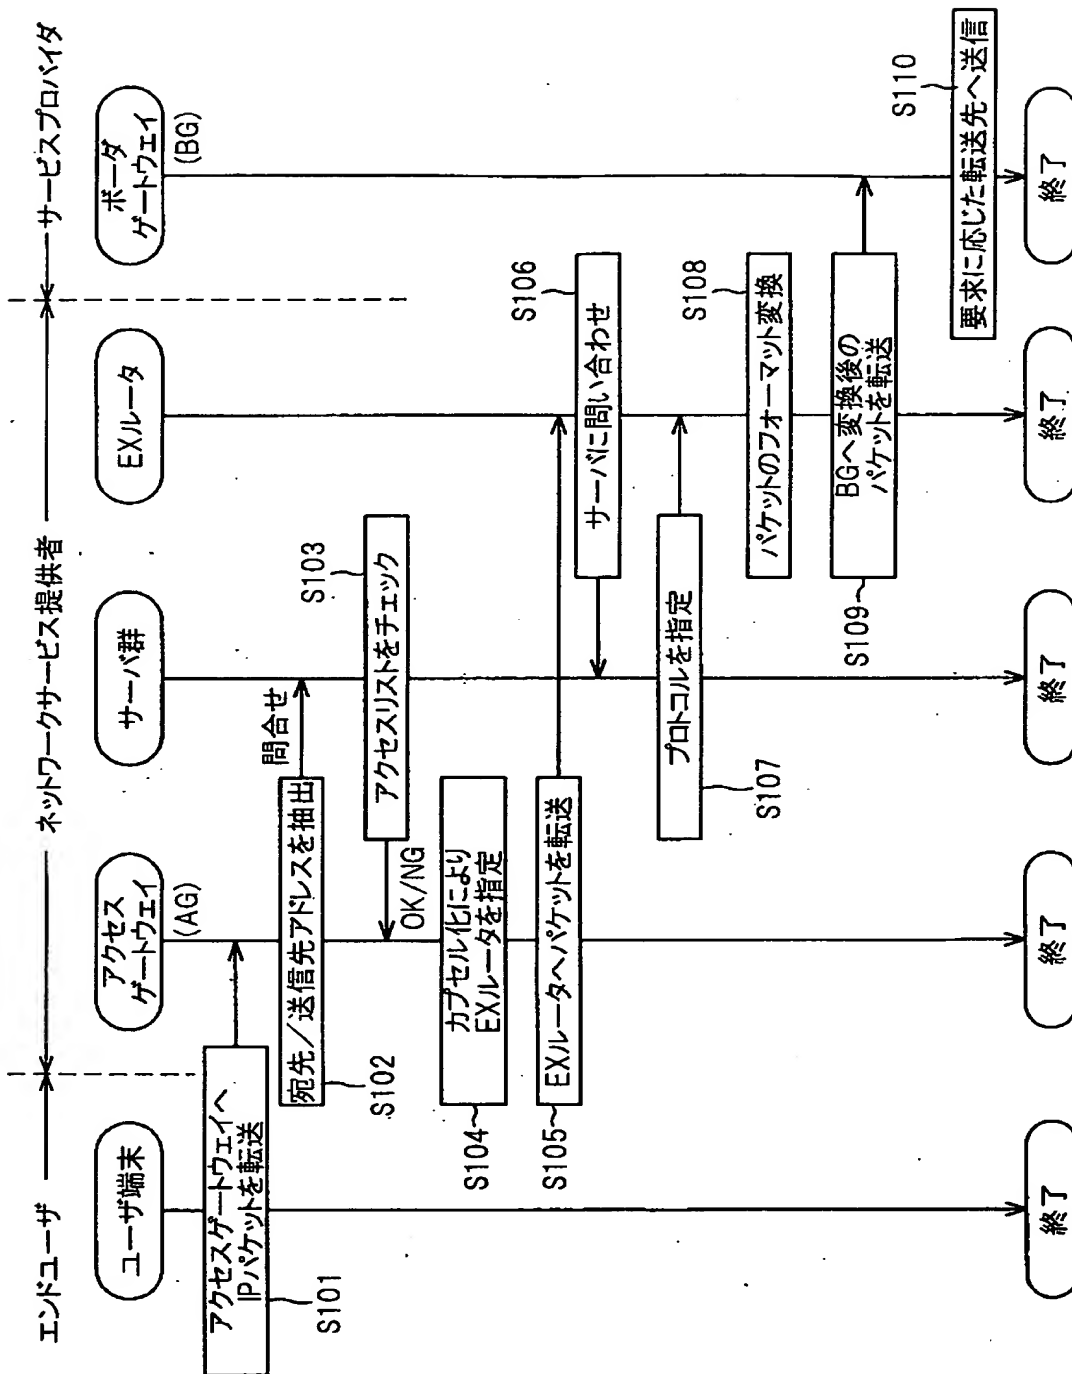 エンドユーザ
ネットワークサービス提供者
サービスプロバイダ
ユーザ端末
アクセス
ゲートウェイ
(AG)
サーバ群
EXルータ
ボーダ
ゲートウェイ
(BG)
アクセスゲートウェイへ
IPパケットを転送
S101
宛先/送信先アドレスを抽出
S102
問合せ
アクセスリストをチェック
S103
OK/NG
カプセル化により
EXルータを指定
S104
EXルータへパケットを転送
S105
サーバに問い合わせ
S106
プロトコルを指定
S107
パケットのフォーマット変換
S108
BGへ変換後の
パケットを転送
S109
要求に応じた転送先へ送信
S110
終了
終了
終了
終了
終了